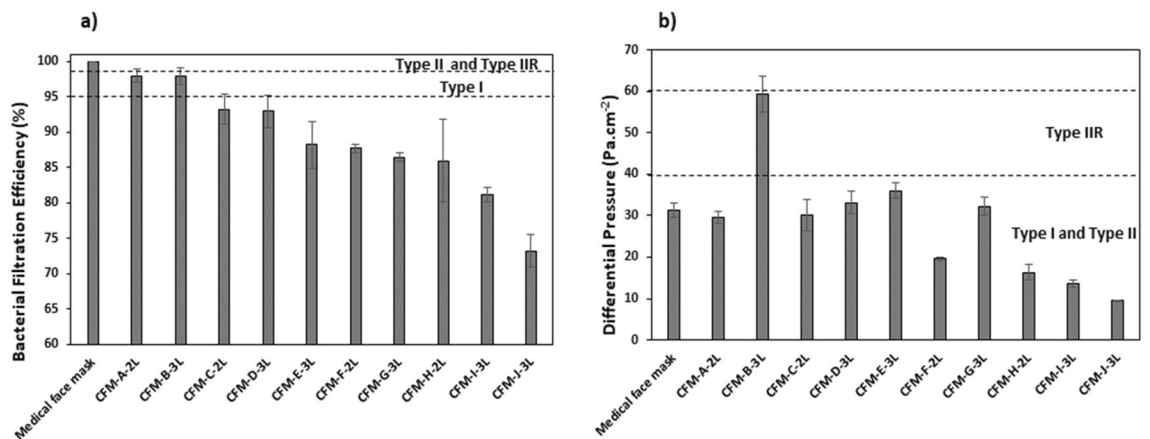 a)
Bacterial Filtration Efficiency (%)
100
95
90
85
80
75
70
65
60
Type II and Type IIR
Type I
Medical face mask
CFM-A-2L
CFM-B-3L
CFM-C-2L
CFM-D-3L
CFM-E-3L
CFM-F-2L
CFM-G-3L
CFM-H-2L
CFM-I-3L
CFM-J-3L
b)
Differential Pressure (Pa.cm⁻²)
70
60
50
40
30
20
10
0
Type IIR
Type I and Type II
Medical face mask
CFM-A-2L
CFM-B-3L
CFM-C-2L
CFM-D-3L
CFM-E-3L
CFM-F-2L
CFM-G-3L
CFM-H-2L
CFM-I-3L
CFM-J-3L